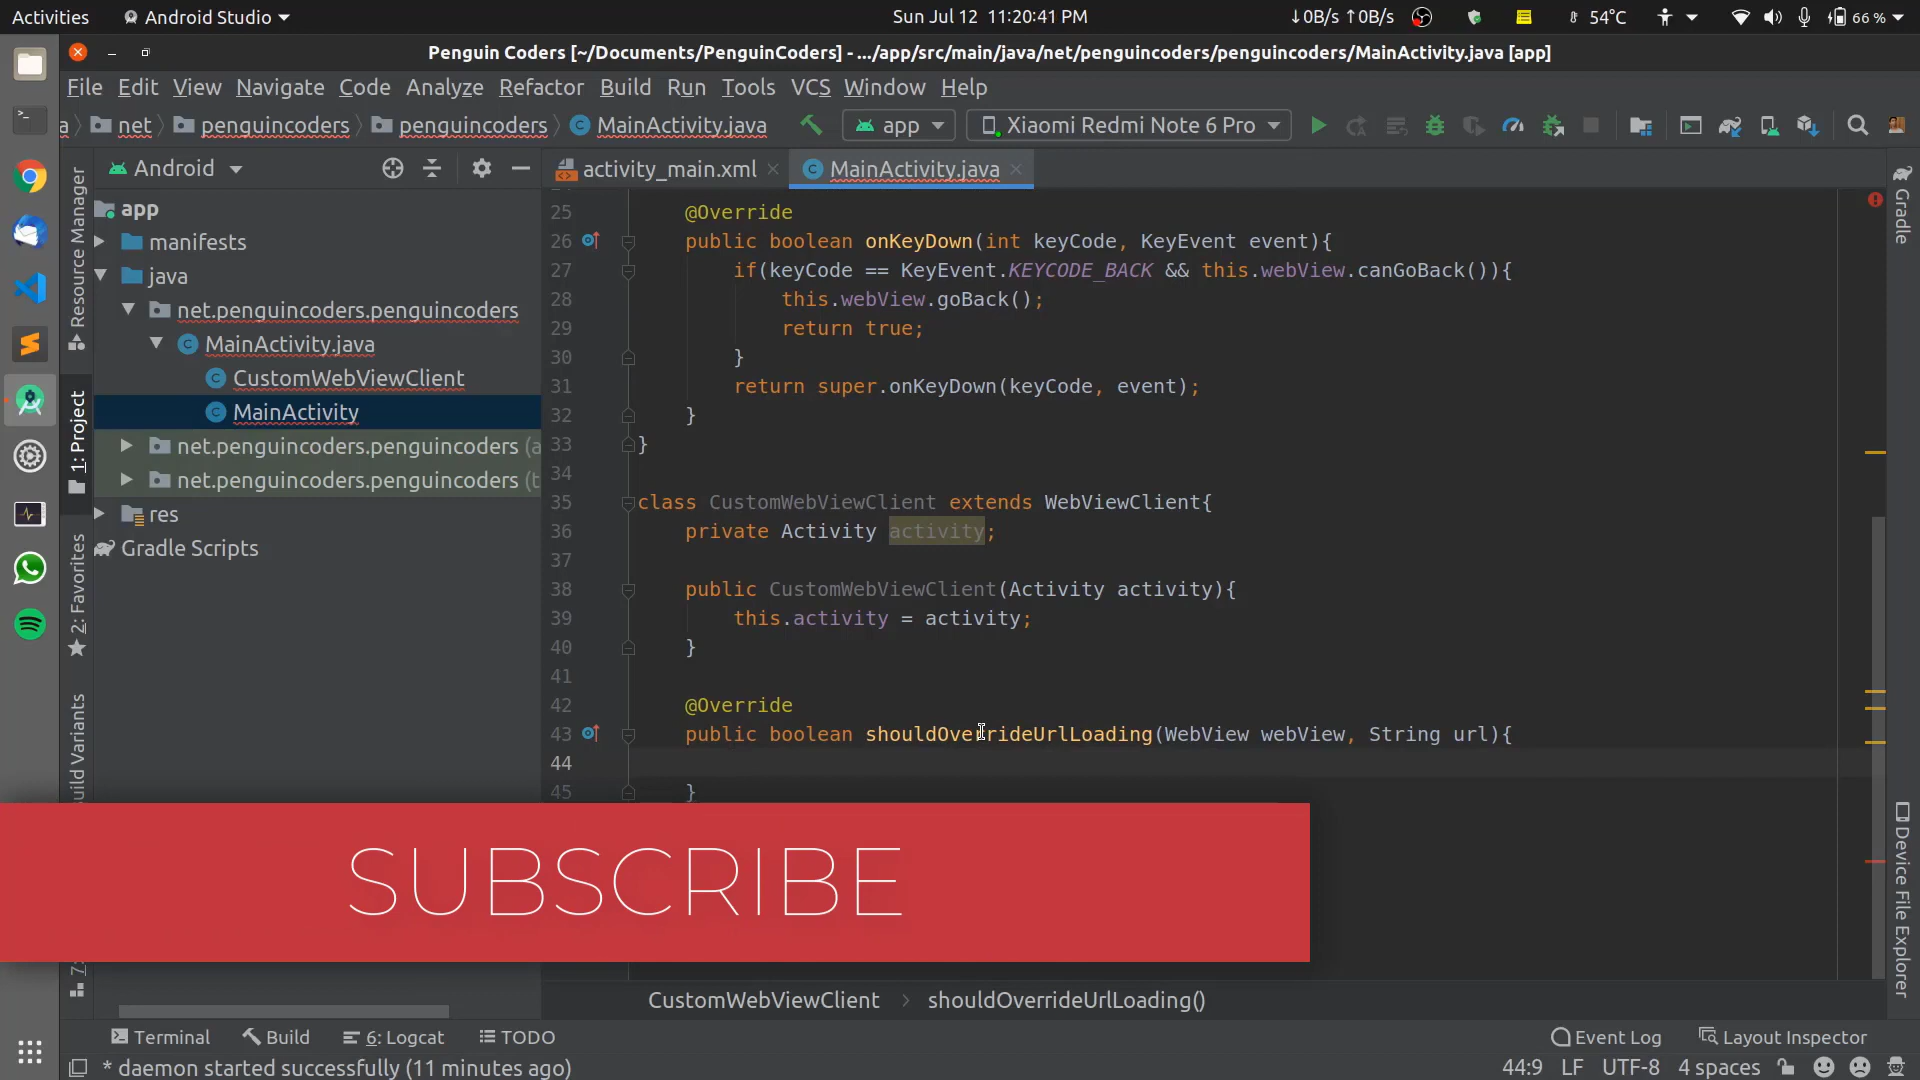 Activities
Android Studio
Sun Jul 12 11:20:41 PM
↓0B/s ↑0B/s
54°C
66 %
Penguin Coders [~/Documents/PenguinCoders] - .../app/src/main/java/net/penguincoders/penguincoders/MainActivity.java [app]
File Edit View Navigate Code Analyze Refactor Build Run Tools VCS Window Help
a net penguincoders penguincoders MainActivity.java
app
Xiaomi Redmi Note 6 Pro
Android
activity_main.xml
MainActivity.java
Resource Manager
1: Project
2: Favorites
Build Variants
7:
app
manifests
java
net.penguincoders.penguincoders
MainActivity.java
CustomWebViewClient
MainActivity
net.penguincoders.penguincoders (a
net.penguincoders.penguincoders (t
res
Gradle Scripts
25 @Override
26 public boolean onKeyDown(int keyCode, KeyEvent event){
27 if(keyCode == KeyEvent.KEYCODE_BACK && this.webView.canGoBack()){
28 this.webView.goBack();
29 return true;
30 }
31 return super.onKeyDown(keyCode, event);
32 }
33 }
34
35 class CustomWebViewClient extends WebViewClient{
36 private Activity activity;
37
38 public CustomWebViewClient(Activity activity){
39 this.activity = activity;
40 }
41
42 @Override
43 public boolean shouldOverrideUrlLoading(WebView webView, String url){
44
45 }
Gradle
Device File Explorer
SUBSCRIBE
CustomWebViewClient > shouldOverrideUrlLoading()
Terminal
Build
6: Logcat
TODO
Event Log
Layout Inspector
* daemon started successfully (11 minutes ago)
44:9 LF UTF-8 4 spaces